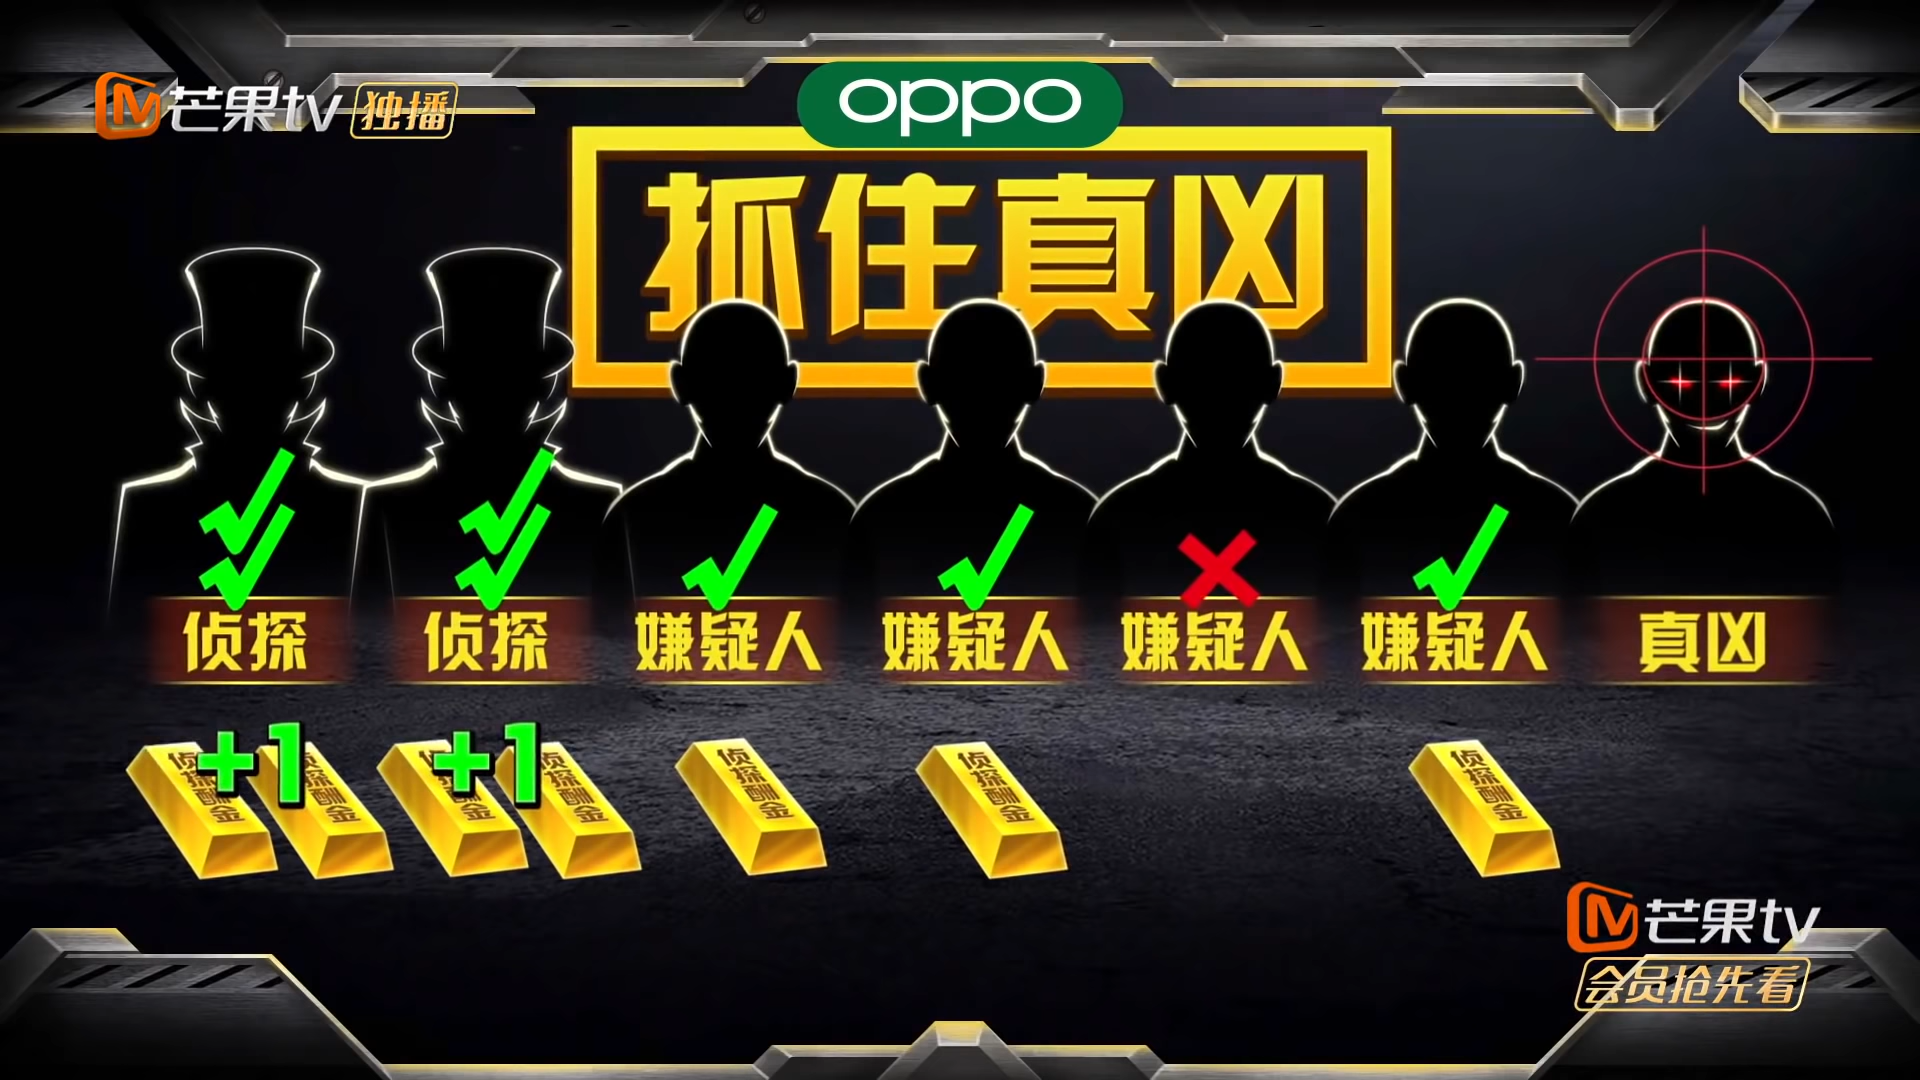 oppo
芒果tv 独播
抓住真凶
侦探 侦探 嫌疑人 嫌疑人 嫌疑人 嫌疑人 真凶
+1 +1
侦探酬金 侦探酬金 侦探酬金 侦探酬金 侦探酬金 侦探酬金 侦探酬金
芒果tv
会员抢先看